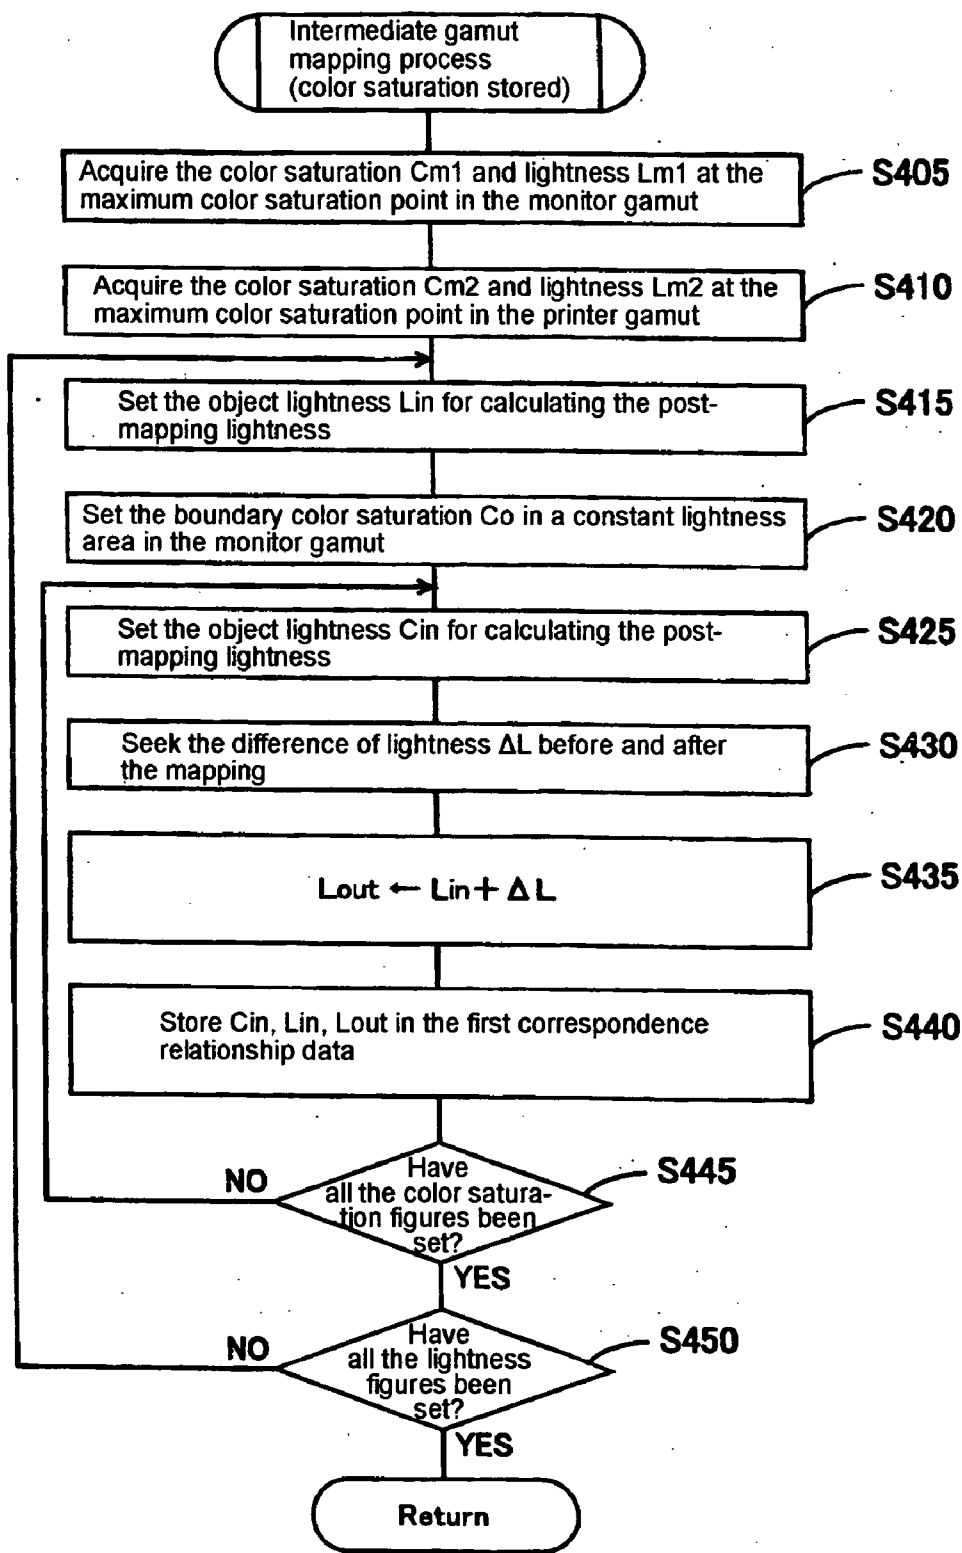 Intermediate gamut
mapping process
(color saturation stored)
Acquire the color saturation Cm1 and lightness Lm1 at the
maximum color saturation point in the monitor gamut
S405
Acquire the color saturation Cm2 and lightness Lm2 at the
maximum color saturation point in the printer gamut
S410
Set the object lightness Lin for calculating the post-
mapping lightness
S415
Set the boundary color saturation Co in a constant lightness
area in the monitor gamut
S420
Set the object lightness Cin for calculating the post-
mapping lightness
S425
Seek the difference of lightness ΔL before and after
the mapping
S430
Lout ← Lin + ΔL
S435
Store Cin, Lin, Lout in the first correspondence
relationship data
S440
Have
all the color satura-
tion figures been
set?
S445
NO
YES
Have
all the lightness
figures been
set?
S450
NO
YES
Return